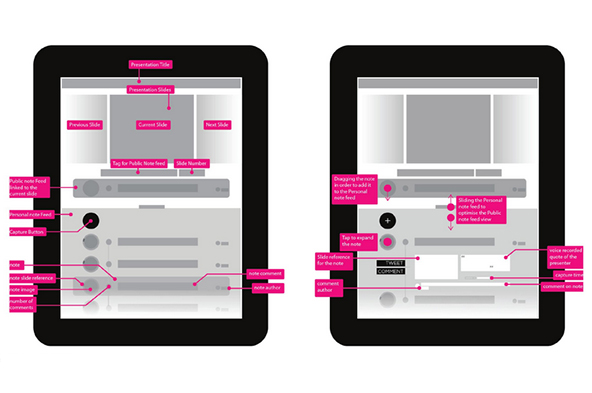 Presentation Title
Presentation Slides
Previous Slide
Current Slide
Next Slide
Tag for Public Note feed
Slide Number
Public note Feed
linked to the
current slide
Personal note Feed
Capture Button
note
note slide reference
note image
number of
comments
note comment
note author
Dragging the note
in order to add it
to the Personal
note feed
Sliding the Personal
note feed to
optimise the Public
note feed view
+
Tap to expand
the note
Slide reference
for the note
TWEET
COMMENT
comment
author
voice recorded
quote of the
presenter
capture time
comment on note